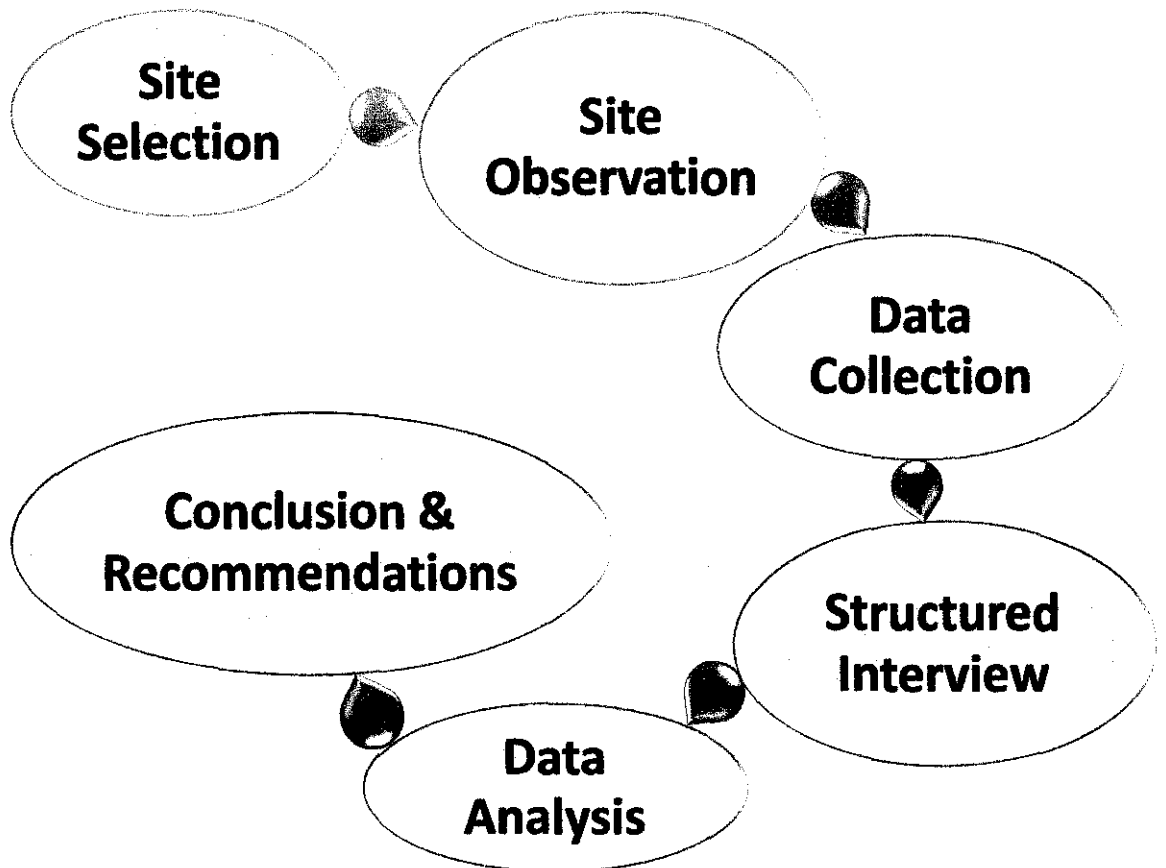 Site
Selection
Site
Observation
Data
Collection
Structured
Interview
Data
Analysis
Conclusion &
Recommendations